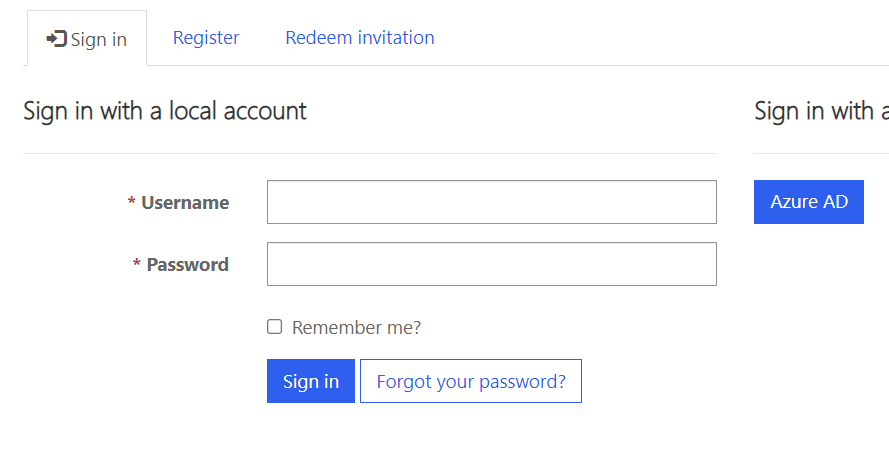 Sign in Register Redeem invitation
Sign in with a local account
* Username
* Password
Remember me?
Sign in Forgot your password?
Sign in with a
Azure AD